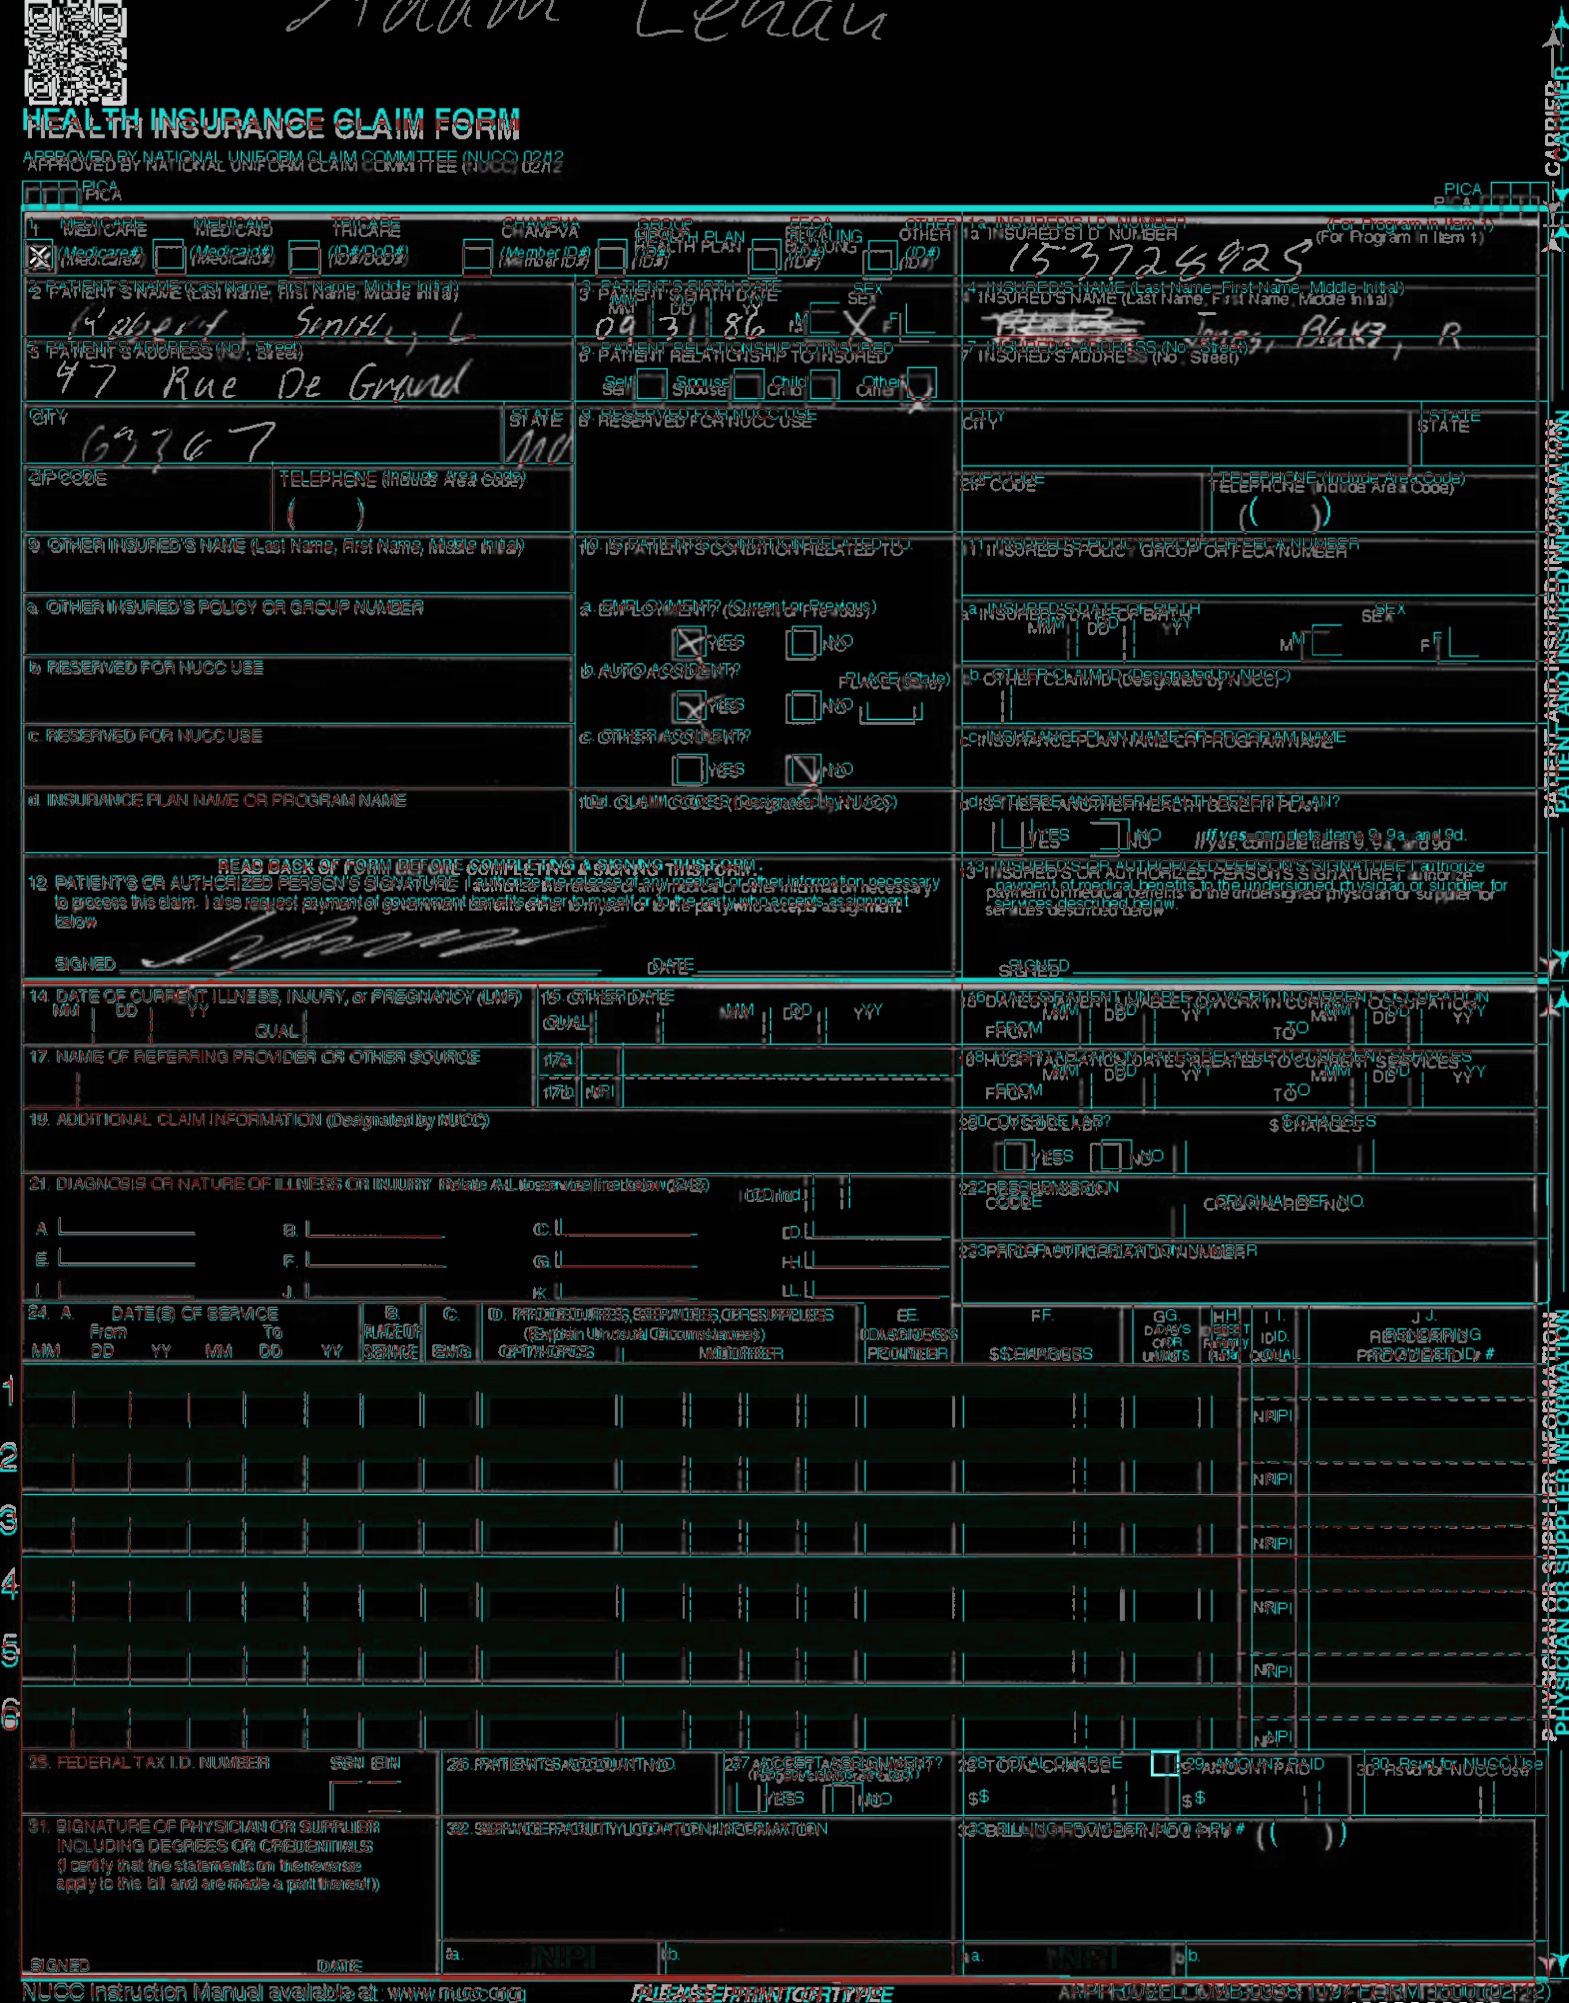 Adam Lenau
HEALTH INSURANCE CLAIM FORM
APPROVED BY NATIONAL UNIFORM CLAIM COMMITTEE (NUCC) 02/12
PICA PICA
1. MEDICARE MEDICAID TRICARE CHAMPVA GROUP HEALTH PLAN FECA BLK LUNG OTHER 1a. INSURED'S I.D. NUMBER (For Program in Item 1)
(Medicare#) (Medicaid#) (ID#/DoD#) (Member ID#) (ID#) (ID#) (ID#)
2. PATIENT'S NAME (Last Name, First Name, Middle Initial) 3. PATIENT'S BIRTH DATE SEX 4. INSURED'S NAME (Last Name, First Name, Middle Initial)
MM DD YY
Robert, Smith, L 09 31 86 M X F Jones, Blake, R
5. PATIENT'S ADDRESS (No., Street) 6. PATIENT RELATIONSHIP TO INSURED 7. INSURED'S ADDRESS (No., Street)
47 Rue De Grand Self Spouse Child Other
CITY STATE 8. RESERVED FOR NUCC USE CITY STATE
63367 MO
ZIP CODE TELEPHONE (Include Area Code) ZIP CODE TELEPHONE (Include Area Code)
( ) ( )
9. OTHER INSURED'S NAME (Last Name, First Name, Middle Initial) 10. IS PATIENT'S CONDITION RELATED TO: 11. INSURED'S POLICY GROUP OR FECA NUMBER
a. OTHER INSURED'S POLICY OR GROUP NUMBER a. EMPLOYMENT? (Current or Previous) a. INSURED'S DATE OF BIRTH SEX
MM DD YY
YES NO M F
b. RESERVED FOR NUCC USE b. AUTO ACCIDENT? PLACE (State) b. OTHER CLAIM ID (Designated by NUCC)
YES NO
c. RESERVED FOR NUCC USE c. OTHER ACCIDENT? c. INSURANCE PLAN NAME OR PROGRAM NAME
YES NO
d. INSURANCE PLAN NAME OR PROGRAM NAME 10d. CLAIM CODES (Designated by NUCC) d. IS THERE ANOTHER HEALTH BENEFIT PLAN?
YES NO If yes, complete items 9, 9a, and 9d.
READ BACK OF FORM BEFORE COMPLETING & SIGNING THIS FORM.
12. PATIENT'S OR AUTHORIZED PERSON'S SIGNATURE I authorize the release of any medical or other information necessary
to process this claim. I also request payment of government benefits either to myself or to the party who accepts assignment
below.
SIGNED DATE
13. INSURED'S OR AUTHORIZED PERSON'S SIGNATURE I authorize
payment of medical benefits to the undersigned physician or supplier for
services described below.
SIGNED
14. DATE OF CURRENT ILLNESS, INJURY, or PREGNANCY (LMP) 15. OTHER DATE 16. DATES PATIENT UNABLE TO WORK IN CURRENT OCCUPATION
MM DD YY QUAL. QUAL. MM DD YY FROM MM DD YY TO MM DD YY
17. NAME OF REFERRING PROVIDER OR OTHER SOURCE 17a. 18. HOSPITALIZATION DATES RELATED TO CURRENT SERVICES
17b. NPI FROM MM DD YY TO MM DD YY
19. ADDITIONAL CLAIM INFORMATION (Designated by NUCC) 20. OUTSIDE LAB? $ CHARGES
YES NO
21. DIAGNOSIS OR NATURE OF ILLNESS OR INJURY Relate A-L to service line below (24E) ICD Ind. 22. RESUBMISSION CODE ORIGINAL REF. NO.
A. B. C. D.
E. F. G. H. 23. PRIOR AUTHORIZATION NUMBER
I. J. K. L.
24. A. DATE(S) OF SERVICE B. C. D. PROCEDURES, SERVICES, OR SUPPLIES E. F. G. H. I. J.
From To PLACE OF SERVICE EMG (Explain Unusual Circumstances) DIAGNOSIS POINTER $ CHARGES DAYS OR UNITS ID. QUAL. RENDERING PROVIDER ID. #
MM DD YY MM DD YY CPT/HCPCS MODIFIER
1 NPI
2 NPI
3 NPI
4 NPI
5 NPI
6 NPI
25. FEDERAL TAX I.D. NUMBER SSN EIN 26. PATIENT'S ACCOUNT NO. 27. ACCEPT ASSIGNMENT? 28. TOTAL CHARGE 29. AMOUNT PAID 30. Rsvd for NUCC Use
YES NO $ $
31. SIGNATURE OF PHYSICIAN OR SUPPLIER
INCLUDING DEGREES OR CREDENTIALS
(I certify that the statements on the reverse
apply to this bill and are made a part thereof.)
SIGNED DATE
32. SERVICE FACILITY LOCATION INFORMATION
a. NPI b.
33. BILLING PROVIDER INFO & PH # ( )
a. NPI b.
NUCC Instruction Manual available at: www.nucc.org PLEASE PRINT OR TYPE
CARRIER
PATIENT AND INSURED INFORMATION
PHYSICIAN OR SUPPLIER INFORMATION